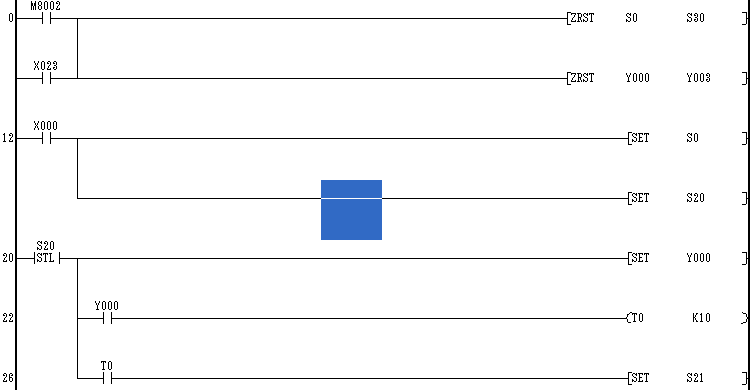 M8002
0 [ZRST S0 S30 ]
X023
[ZRST Y000 Y003 ]
X000
12 [SET S0 ]
[SET S20 ]
S20
20 STL [SET Y000 ]
Y000
22 (T0 K10 )
T0
26 [SET S21 ]